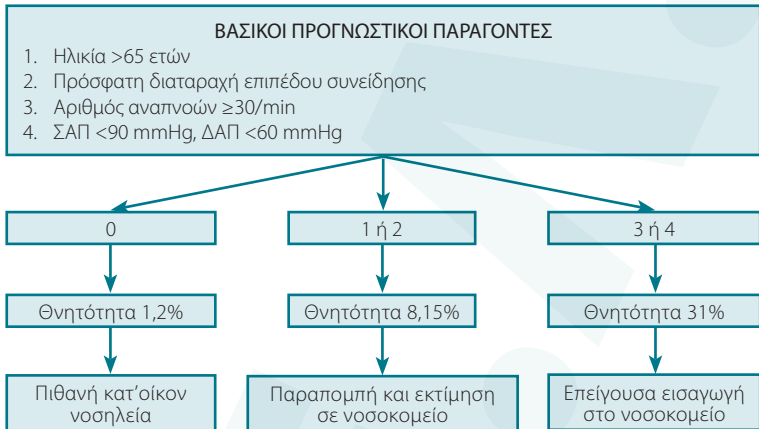 ΒΑΣΙΚΟΙ ΠΡΟΓΝΩΣΤΙΚΟΙ ΠΑΡΑΓΟΝΤΕΣ
1. Ηλικία >65 ετών
2. Πρόσφατη διαταραχή επιπέδου συνείδησης
3. Αριθμός αναπνοών ≥30/min
4. ΣΑΠ <90 mmHg, ΔΑΠ <60 mmHg
0
1 ή 2
3 ή 4
Θνητότητα 1,2%
Θνητότητα 8,15%
Θνητότητα 31%
Πιθανή κατ’οίκον
νοσηλεία
Παραπομπή και εκτίμηση
σε νοσοκομείο
Επείγουσα εισαγωγή
στο νοσοκομείο